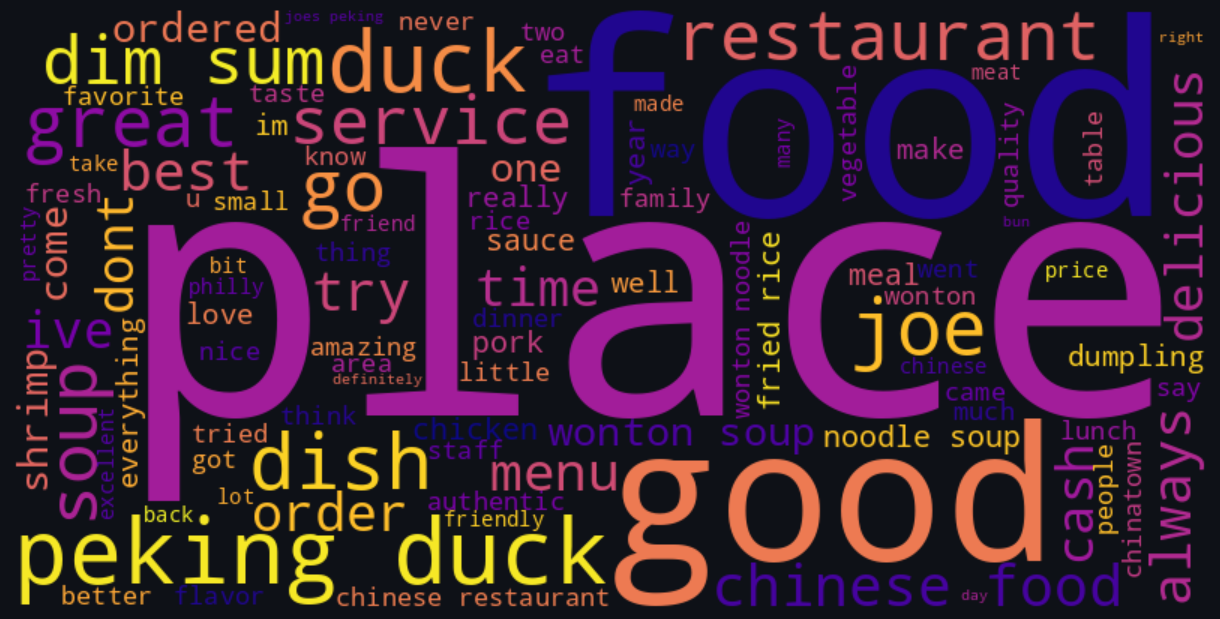 joes peking
ordered
never
two
eat
dim sum
duck
food
restaurant
right
meat
favorite
taste
great
im
service
made
year
way
many
vegetable
make
quality
table
delicious
take
best
know
go
one
fresh
u
small
friend
really
rice
family
bun
pretty
come
dont
place
bit
philly
love
nice
thing
try
sauce
time
well
dinner
wonton noodle
fried rice
meal
went
wonton
joe
price
ive
everything
amazing
area
definitely
pork
little
chinese
dumpling
came
much
say
shrimp
soup
excellent
think
chicken
tried
got
dish
staff
wonton soup
noodle soup
lunch
always
menu
good
cash
people
chinatown
lot
order
authentic
back
friendly
peking duck
better
flavor
chinese restaurant
chinese food
day